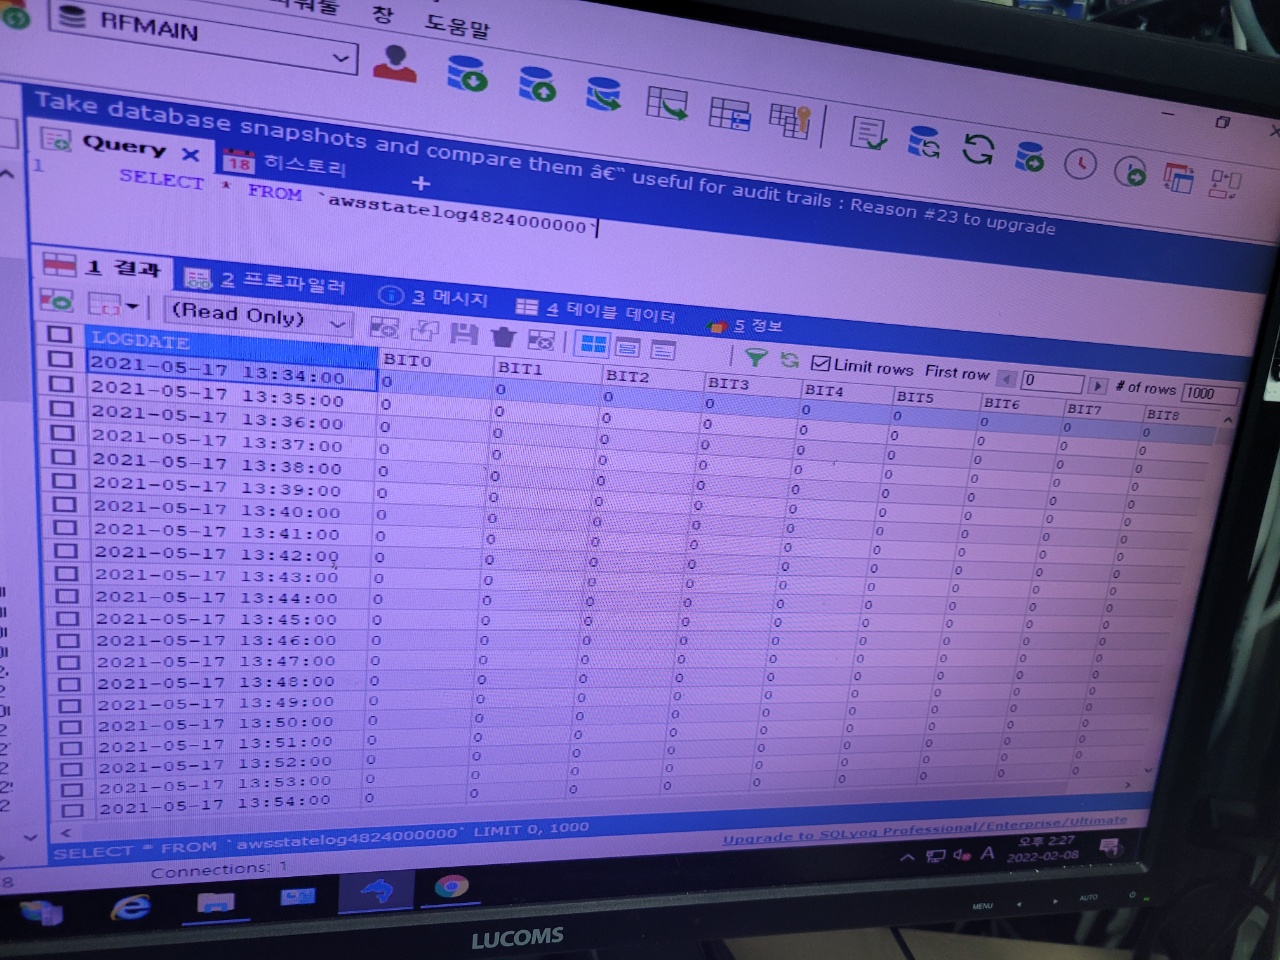 창 도움말
RFMAIN
Take database snapshots and compare them â€“ useful for audit trails : Reason #23 to upgrade
Query
18 히스토리
1 SELECT * FROM `awsstatelog4824000000`
1 결과 2 프로파일러 3 메시지 4 테이블 데이터 5 정보
(Read Only) Limit rows First row 0 # of rows 1000
LOGDATE BIT0 BIT1 BIT2 BIT3 BIT4 BIT5 BIT6 BIT7 BIT8
2021-05-17 13:34:00 0 0 0 0 0 0 0 0 0
2021-05-17 13:35:00 0 0 0 0 0 0 0 0 0
2021-05-17 13:36:00 0 0 0 0 0 0 0 0 0
2021-05-17 13:37:00 0 0 0 0 0 0 0 0 0
2021-05-17 13:38:00 0 0 0 0 0 0 0 0 0
2021-05-17 13:39:00 0 0 0 0 0 0 0 0 0
2021-05-17 13:40:00 0 0 0 0 0 0 0 0 0
2021-05-17 13:41:00 0 0 0 0 0 0 0 0 0
2021-05-17 13:42:00 0 0 0 0 0 0 0 0 0
2021-05-17 13:43:00 0 0 0 0 0 0 0 0 0
2021-05-17 13:44:00 0 0 0 0 0 0 0 0 0
2021-05-17 13:45:00 0 0 0 0 0 0 0 0 0
2021-05-17 13:46:00 0 0 0 0 0 0 0 0 0
2021-05-17 13:47:00 0 0 0 0 0 0 0 0 0
2021-05-17 13:48:00 0 0 0 0 0 0 0 0 0
2021-05-17 13:49:00 0 0 0 0 0 0 0 0 0
2021-05-17 13:50:00 0 0 0 0 0 0 0 0 0
2021-05-17 13:51:00 0 0 0 0 0 0 0 0 0
2021-05-17 13:52:00 0 0 0 0 0 0 0 0 0
2021-05-17 13:53:00 0 0 0 0 0 0 0 0 0
2021-05-17 13:54:00 0 0 0 0 0 0 0 0 0
SELECT * FROM `awsstatelog4824000000` LIMIT 0, 1000
Upgrade to SQLyog Professional/Enterprise/Ultimate
8 Connections: 1
A 오후 2:27
2022-02-08
MENU AUTO
LUCOMS